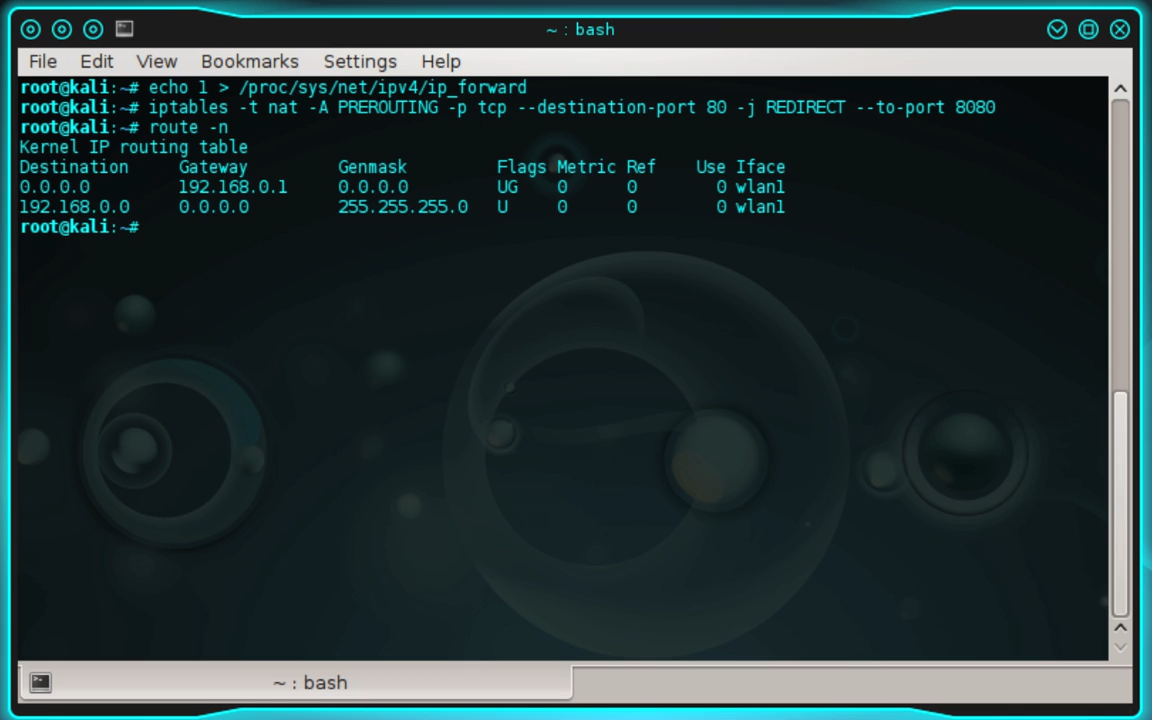 ~ : bash
File Edit View Bookmarks Settings Help
root@kali:~# echo 1 > /proc/sys/net/ipv4/ip_forward
root@kali:~# iptables -t nat -A PREROUTING -p tcp --destination-port 80 -j REDIRECT --to-port 8080
root@kali:~# route -n
Kernel IP routing table
Destination     Gateway         Genmask         Flags Metric Ref    Use Iface
0.0.0.0         192.168.0.1     0.0.0.0         UG    0      0        0 wlan1
192.168.0.0     0.0.0.0         255.255.255.0   U     0      0        0 wlan1
root@kali:~#
~ : bash